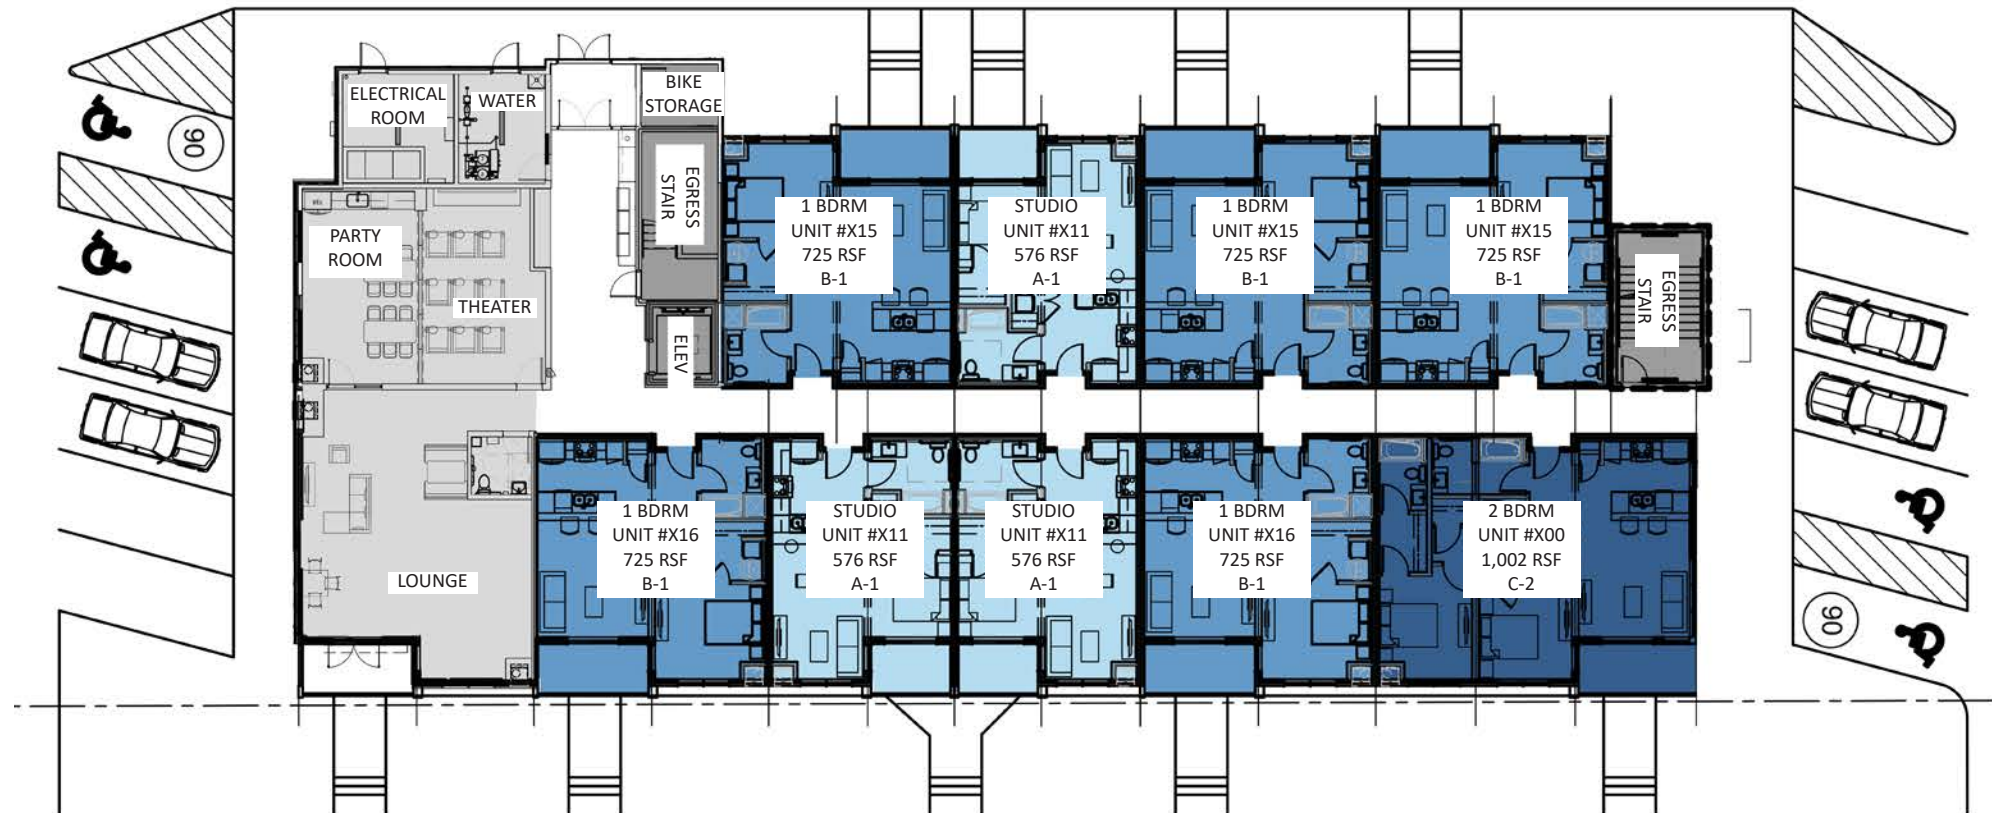 ELECTRICAL
ROOM
WATER
BIKE
STORAGE
90
EGRESS
STAIR
PARTY
ROOM
THEATER
ELEV
1 BDRM
UNIT #X15
725 RSF
B-1
STUDIO
UNIT #X11
576 RSF
A-1
1 BDRM
UNIT #X15
725 RSF
B-1
1 BDRM
UNIT #X15
725 RSF
B-1
EGRESS
STAIR
LOUNGE
1 BDRM
UNIT #X16
725 RSF
B-1
STUDIO
UNIT #X11
576 RSF
A-1
STUDIO
UNIT #X11
576 RSF
A-1
1 BDRM
UNIT #X16
725 RSF
B-1
2 BDRM
UNIT #X00
1,002 RSF
C-2
90